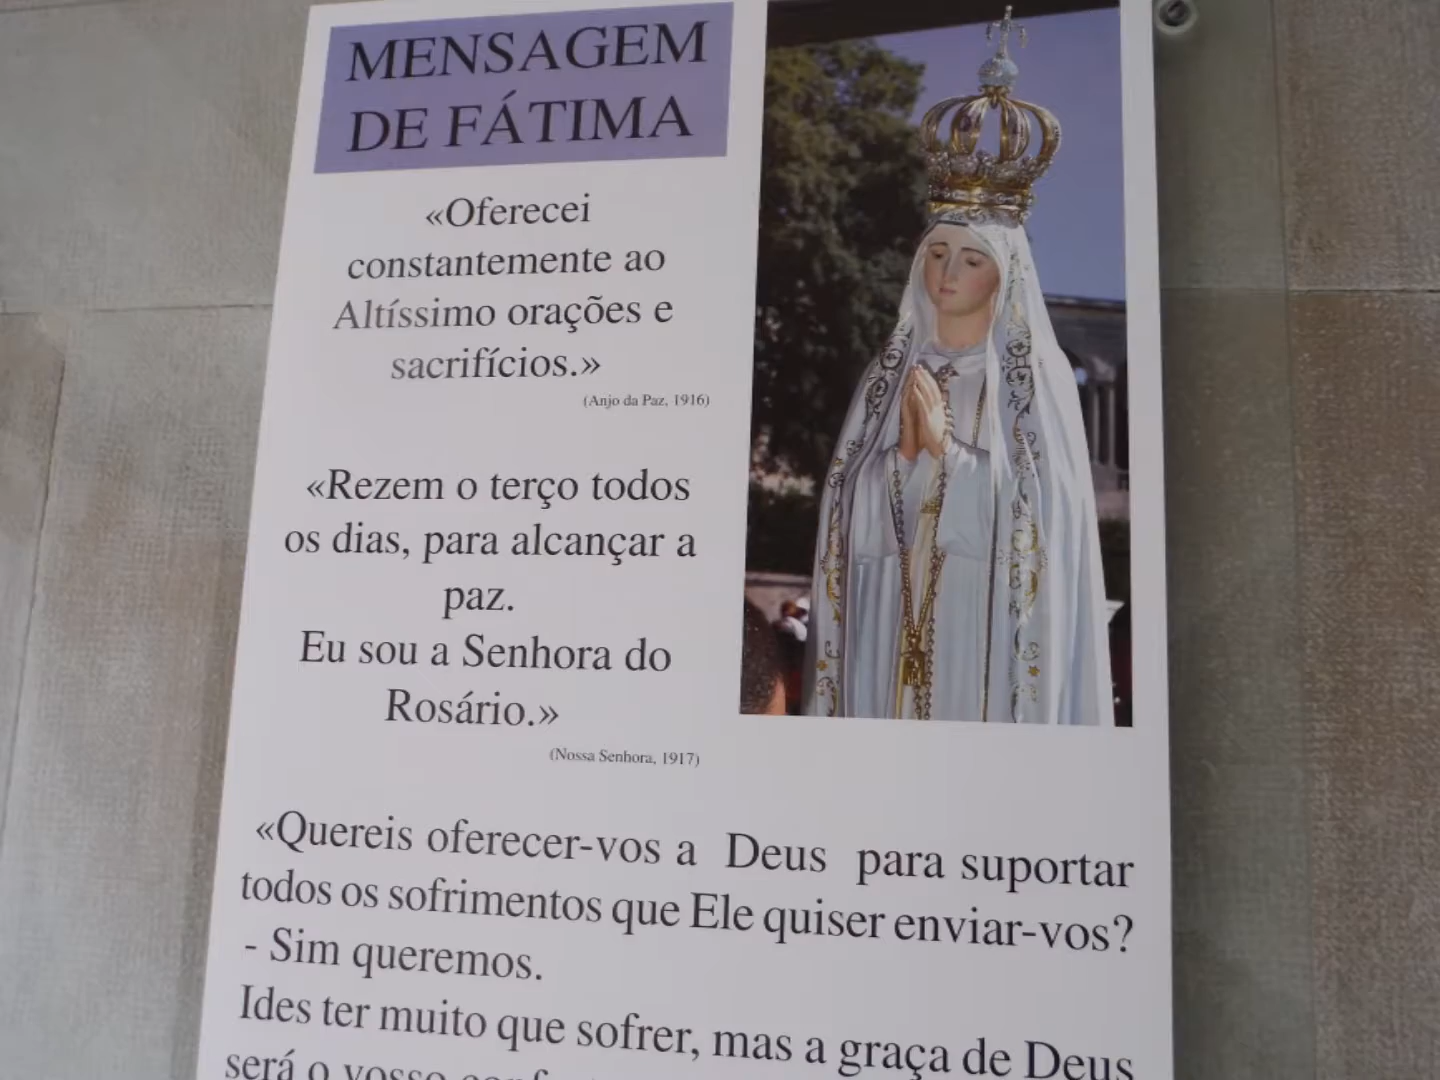 MENSAGEM
DE FÁTIMA
«Oferecei
constantemente ao
Altíssimo orações e
sacrifícios.»
(Anjo da Paz, 1916)
«Rezem o terço todos
os dias, para alcançar a
paz.
Eu sou a Senhora do
Rosário.»
(Nossa Senhora, 1917)
«Quereis oferecer-vos a Deus para suportar
todos os sofrimentos que Ele quiser enviar-vos?
- Sim queremos.
Ides ter muito que sofrer, mas a graça de Deus
será o vosso